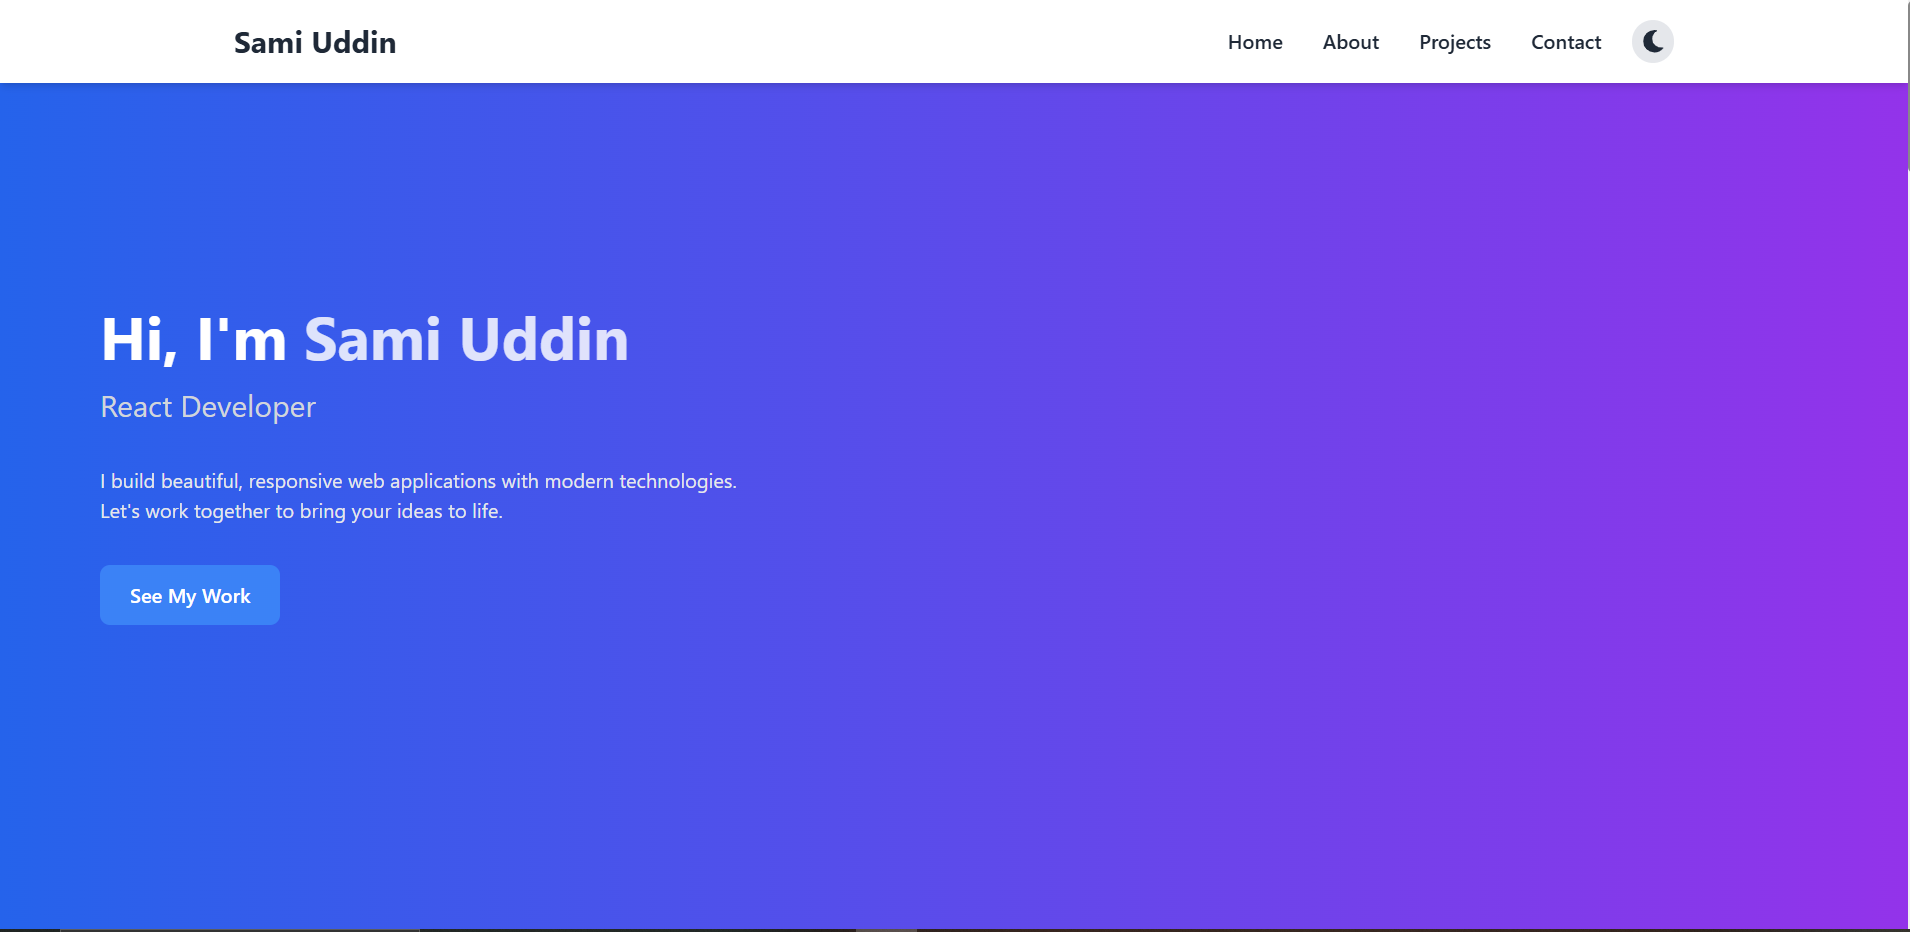 Sami Uddin
Home About Projects Contact
Hi, I'm Sami Uddin
React Developer
I build beautiful, responsive web applications with modern technologies.
Let's work together to bring your ideas to life.
See My Work